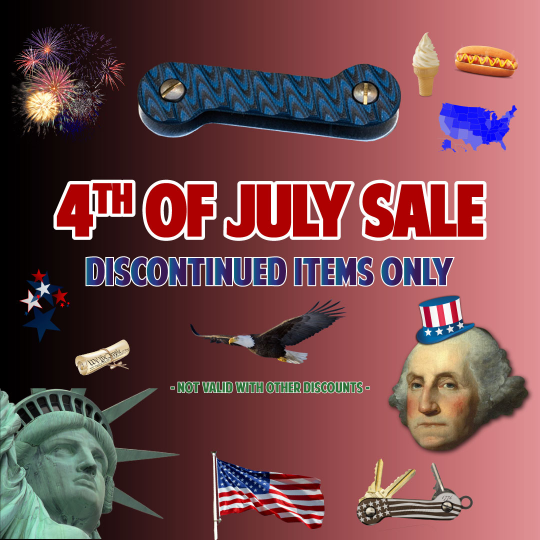 4TH OF JULY SALE
DISCONTINUED ITEMS ONLY
- NOT VALID WITH OTHER DISCOUNTS -